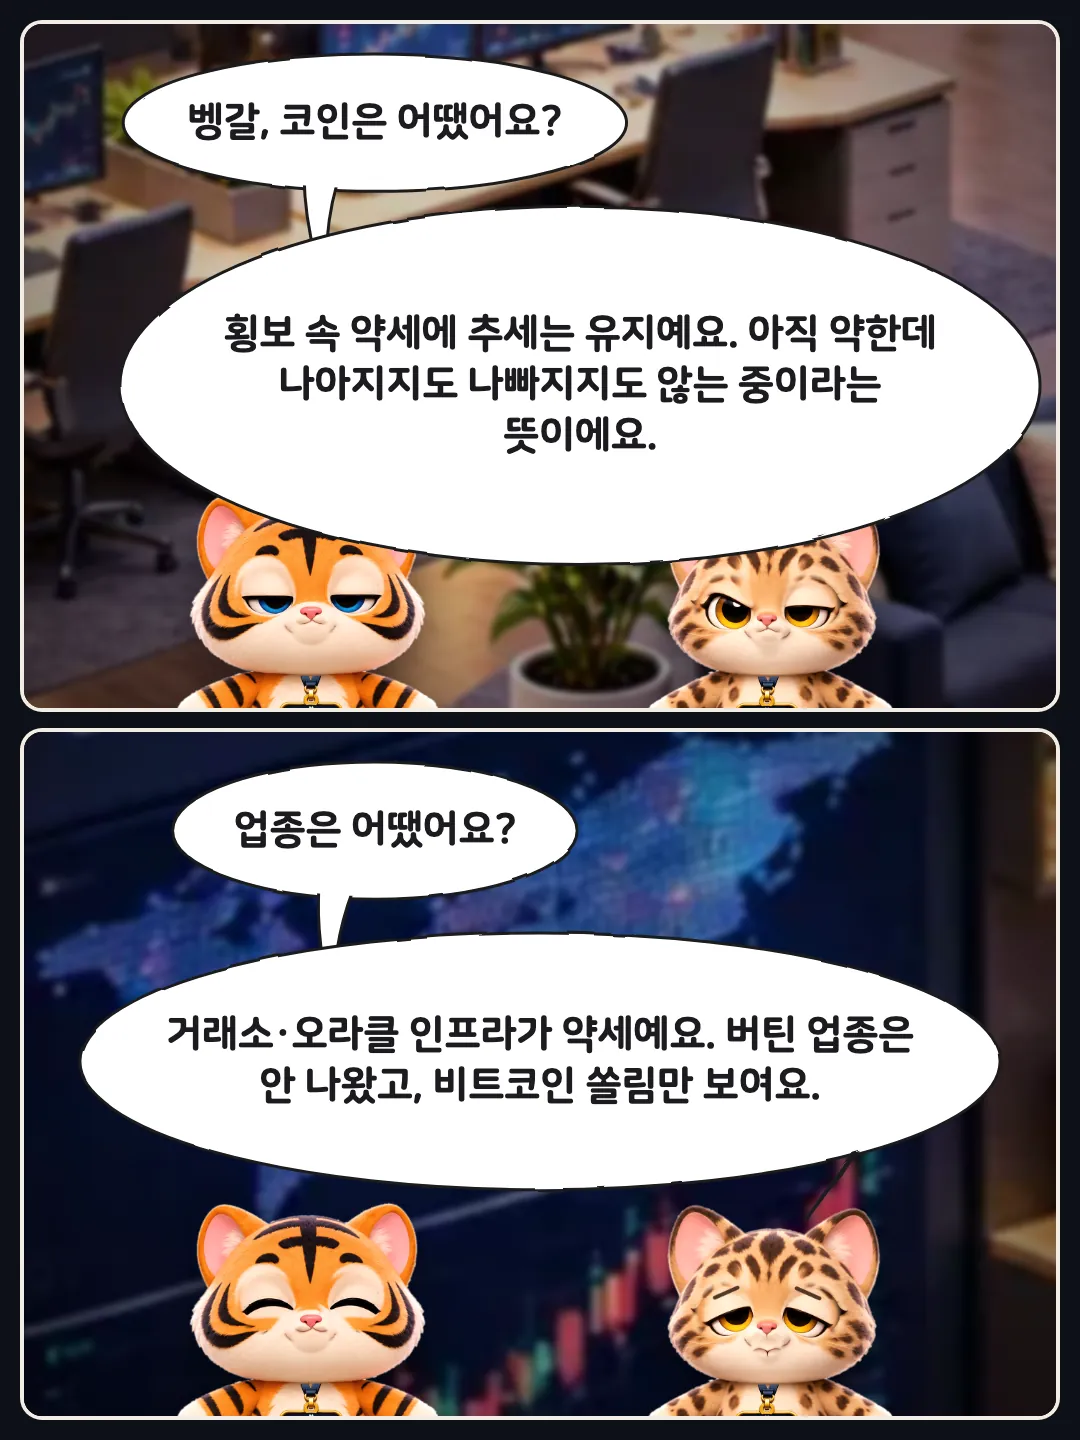 벵갈, 코인은 어땠어요?
횡보 속 약세에 추세는 유지예요. 아직 약한데
나아지지도 나빠지지도 않는 중이라는
뜻이에요.
업종은 어땠어요?
거래소·오라클 인프라가 약세예요. 버틴 업종은
안 나왔고, 비트코인 쏠림만 보여요.